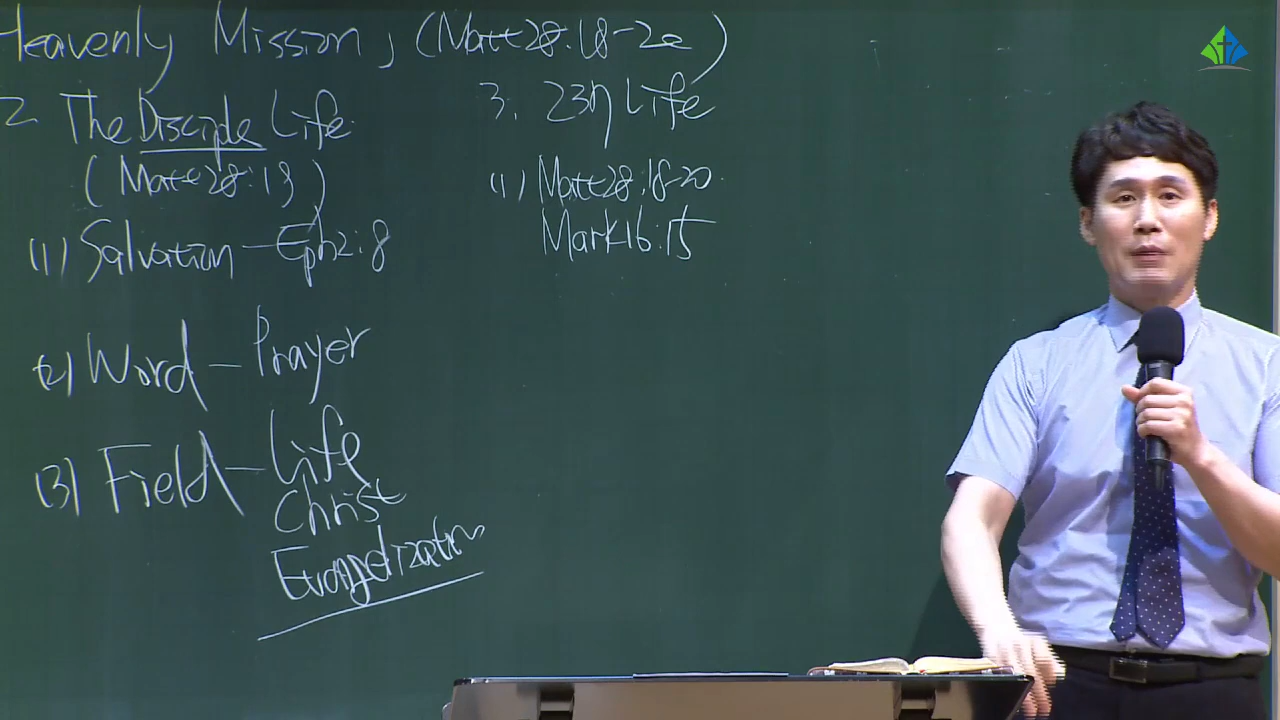 Heavenly Mission, (Matt28.18-20)
2. The Disciple Life
(Matt28:19)
(1) Salvation - Eph2:8
(2) Word - Prayer
(3) Field - Life
Christ
Evangelization
3. 237 Life
(1) Matt28.18-20.
Mark16:15